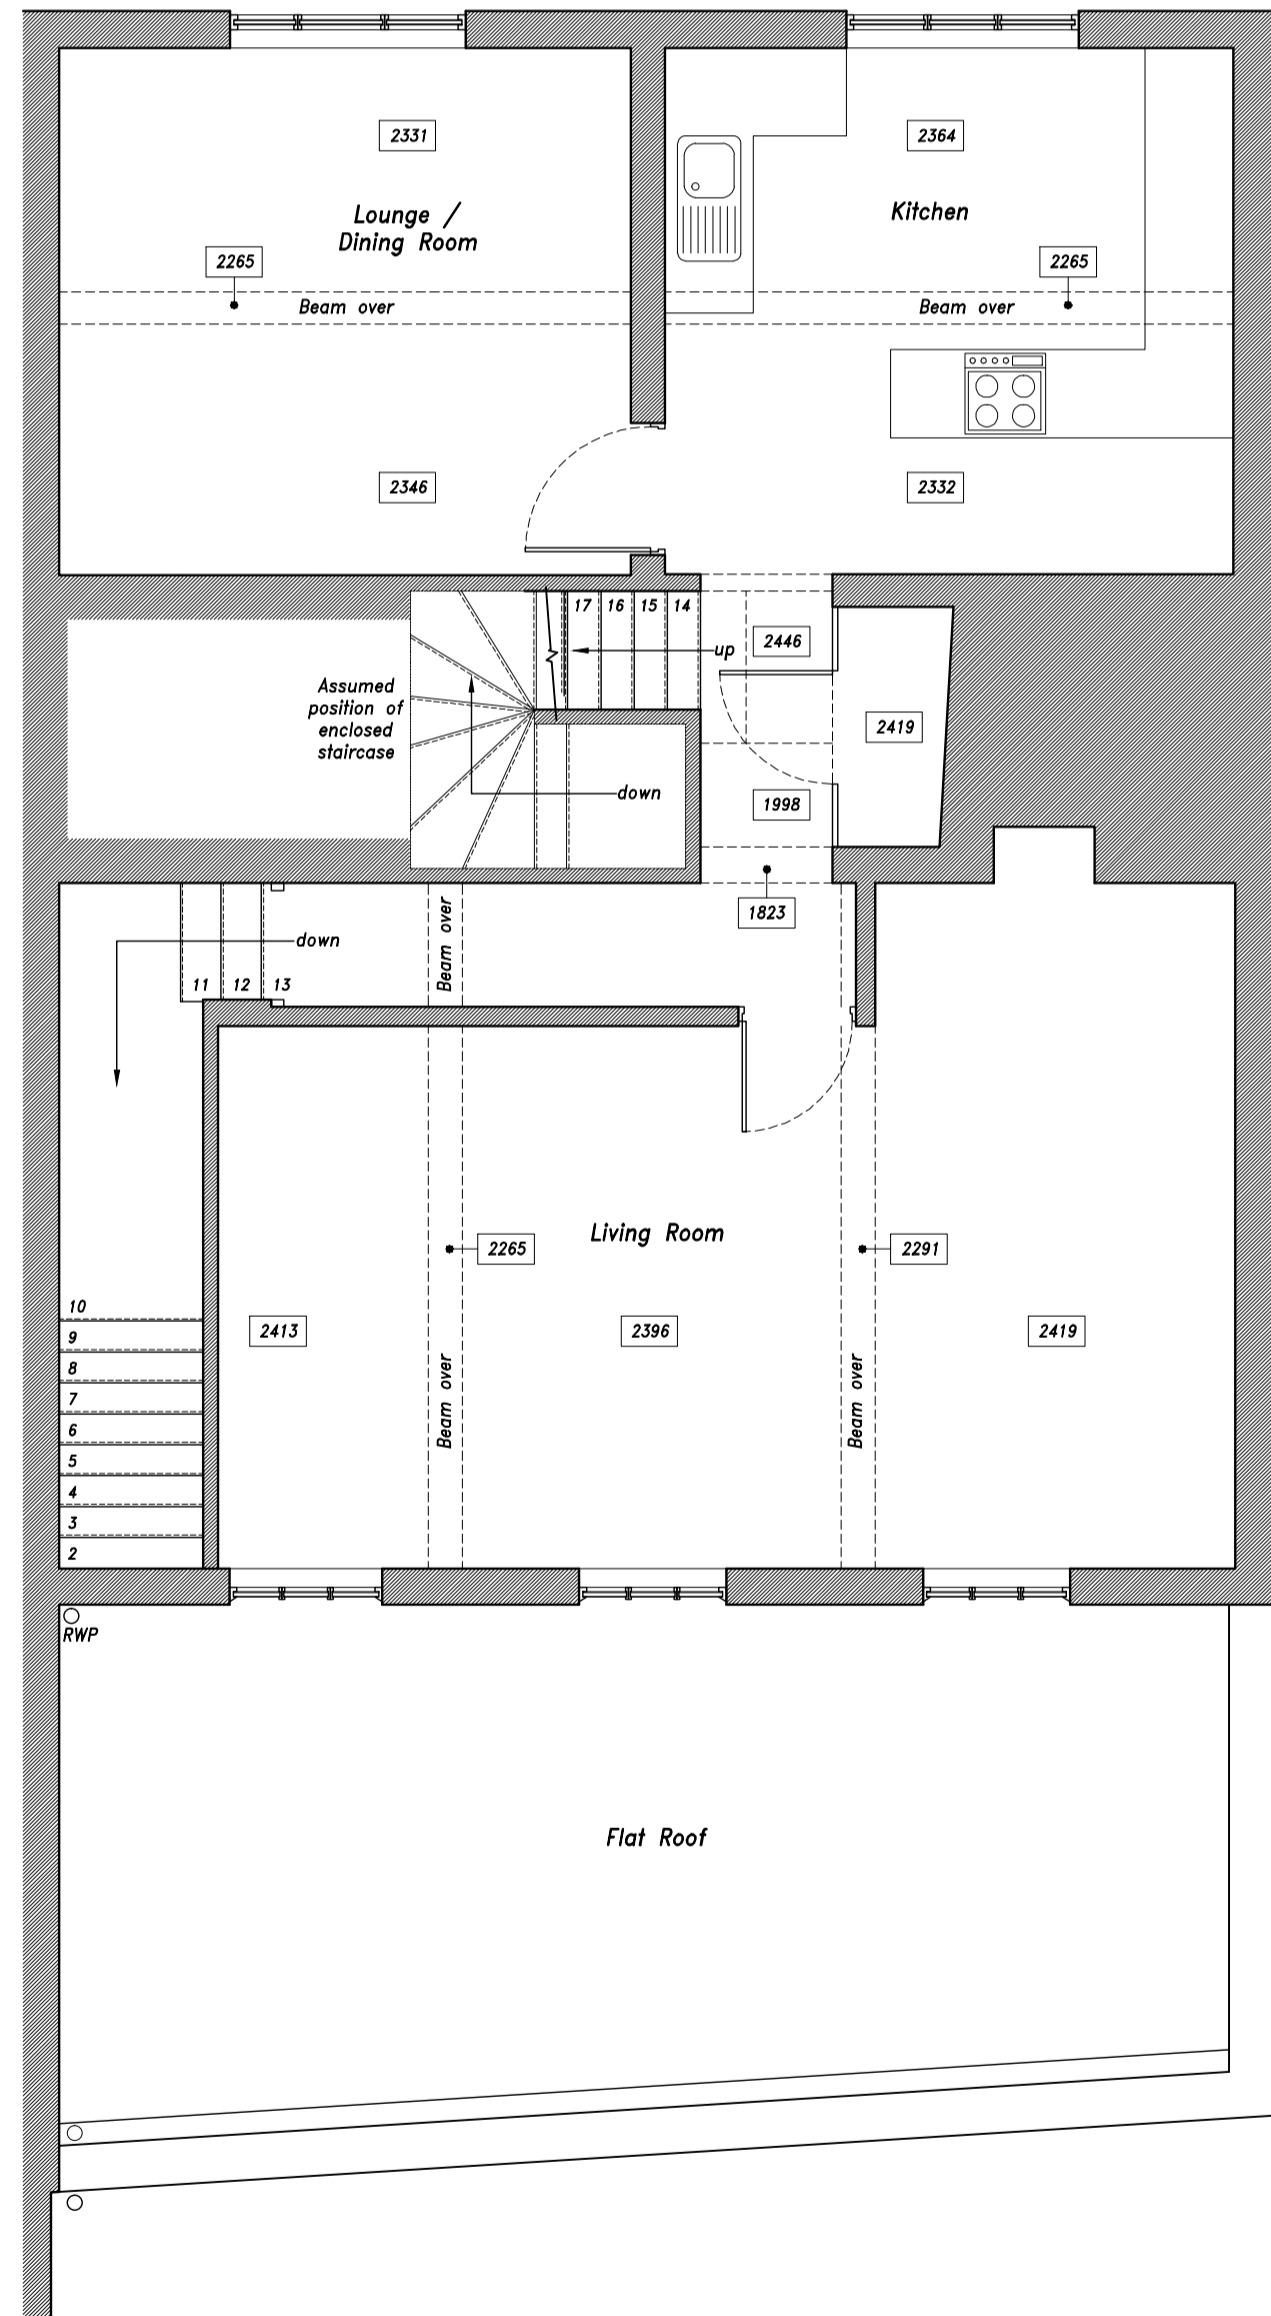 2331
2364
Lounge /
Dining Room
Kitchen
2265
2265
Beam over
Beam over
2346
2332
17 16 15 14
2446
up
Assumed
position of
enclosed
staircase
2419
down
1998
1823
Beam over
down
11 12 13
Living Room
2265
2291
10
2413
2396
2419
9
8
Beam over
Beam over
7
6
5
4
3
2
RWP
Flat Roof